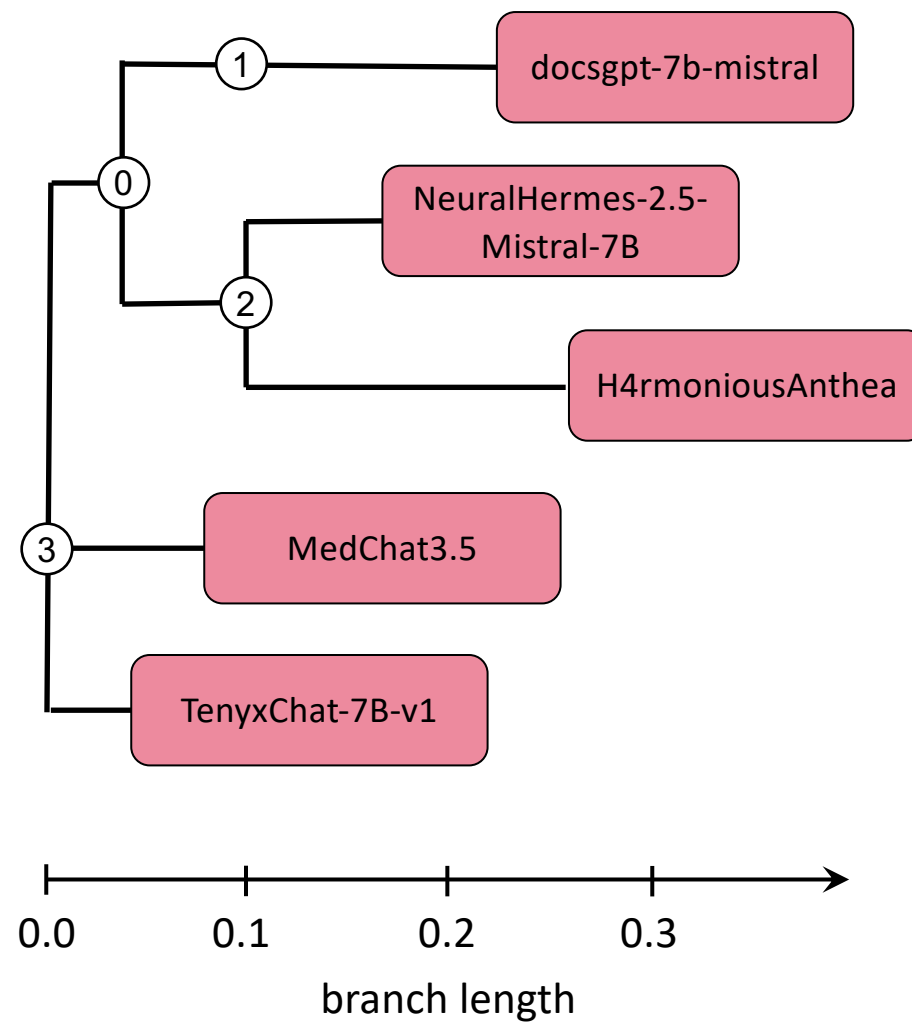 1
docsgpt-7b-mistral
0
NeuralHermes-2.5-
Mistral-7B
2
H4rmoniousAnthea
3
MedChat3.5
TenyxChat-7B-v1
0.0 0.1 0.2 0.3
branch length